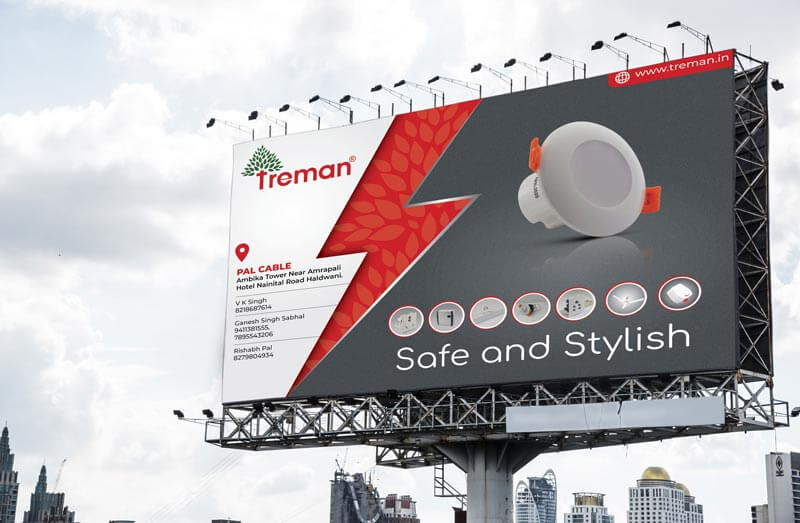 www.treman.in
Treman®
PAL CABLE
Ambika Tower Near Amrapali
Hotel Nainital Road Haldwani.
V K Singh
8218687614
Ganesh Singh Sabhal
9411381555,
7895543206
Rishabh Pal
8279804934
Safe and Stylish